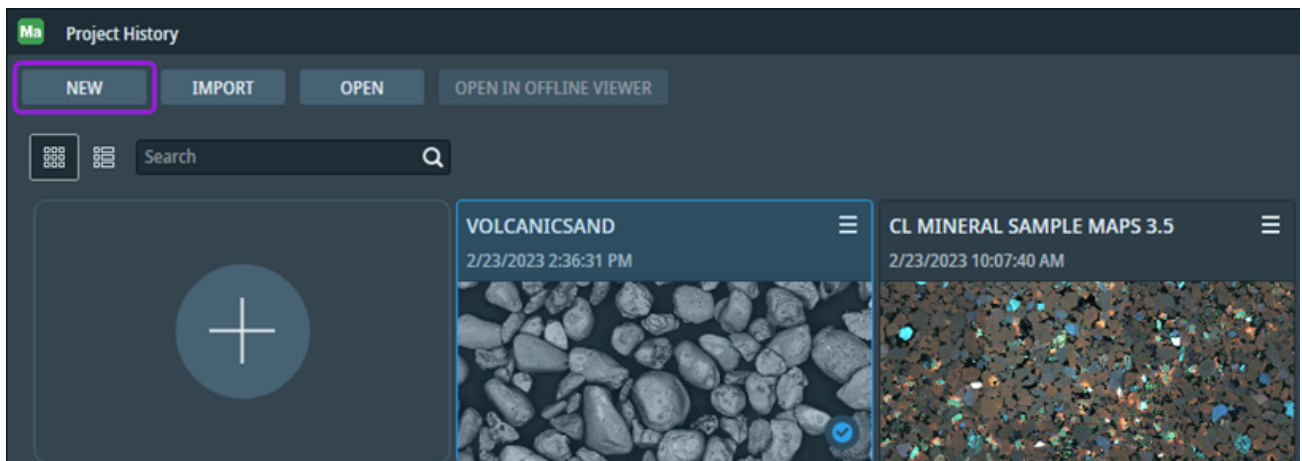 Ma Project History
NEW IMPORT OPEN OPEN IN OFFLINE VIEWER
Search
VOLCANICSAND
2/23/2023 2:36:31 PM
CL MINERAL SAMPLE MAPS 3.5
2/23/2023 10:07:40 AM